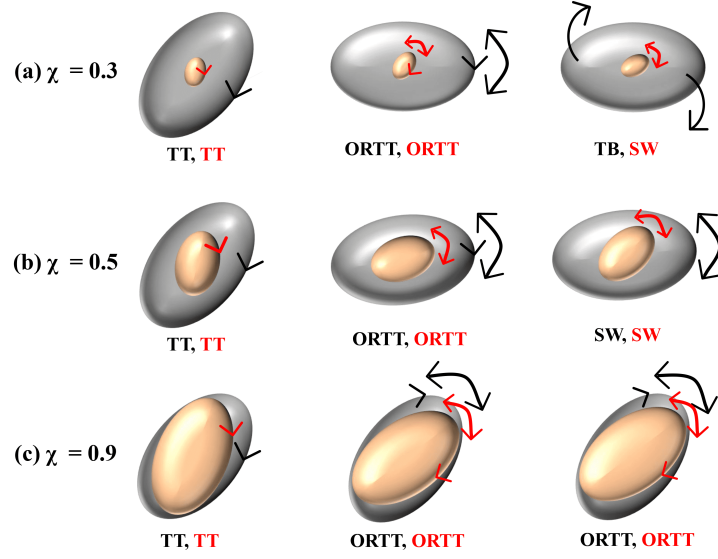 (a) χ = 0.3
TT, TT
ORTT, ORTT
TB, SW
(b) χ = 0.5
TT, TT
ORTT, ORTT
SW, SW
(c) χ = 0.9
TT, TT
ORTT, ORTT
ORTT, ORTT